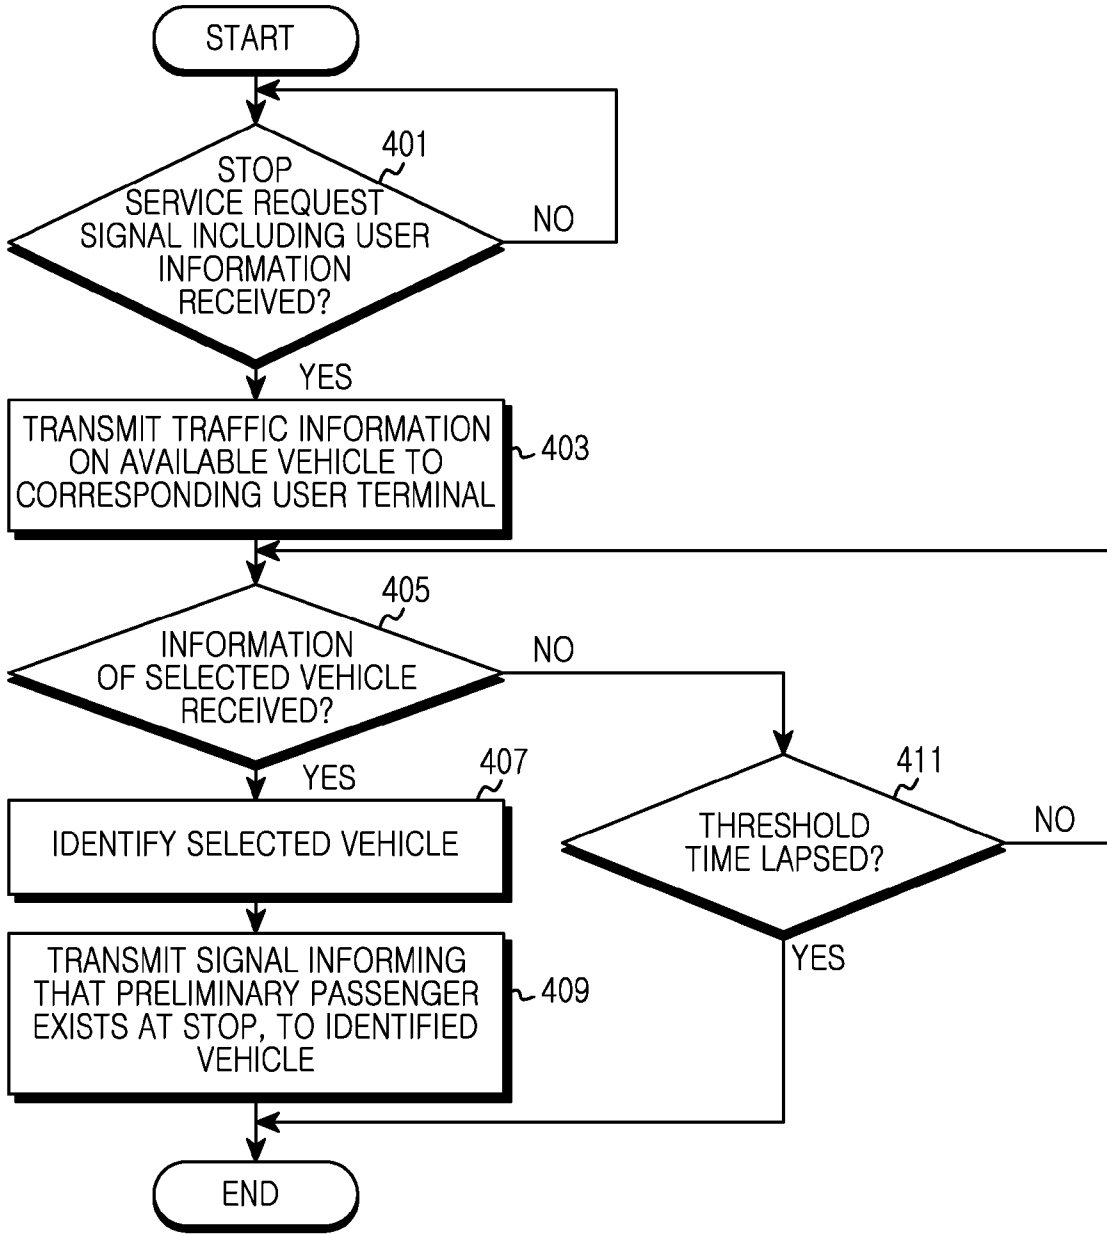 START
401
STOP
SERVICE REQUEST
SIGNAL INCLUDING USER
INFORMATION
RECEIVED?
NO
YES
TRANSMIT TRAFFIC INFORMATION
ON AVAILABLE VEHICLE TO
CORRESPONDING USER TERMINAL
403
405
INFORMATION
OF SELECTED VEHICLE
RECEIVED?
NO
YES
407
IDENTIFY SELECTED VEHICLE
411
THRESHOLD
TIME LAPSED?
NO
YES
TRANSMIT SIGNAL INFORMING
THAT PRELIMINARY PASSENGER
EXISTS AT STOP, TO IDENTIFIED
VEHICLE
409
END